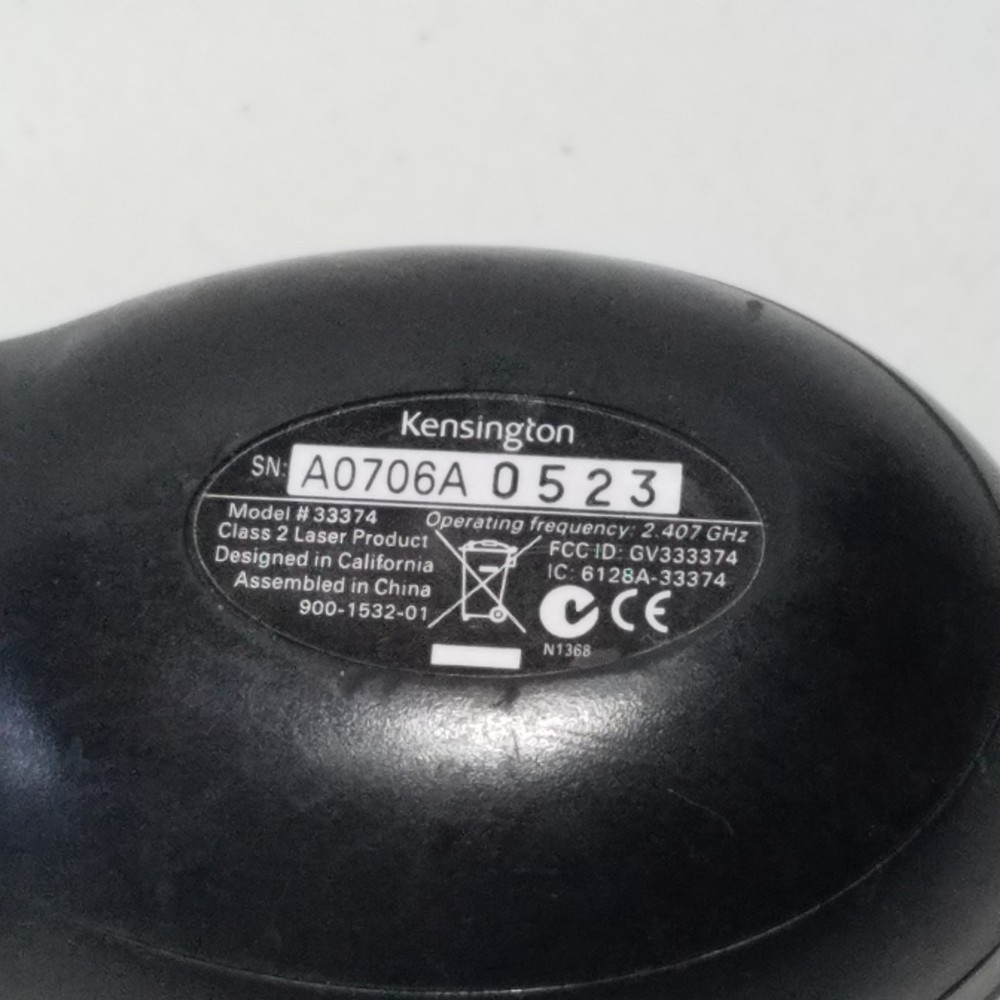 Kensington
SN: A0706A 0523
Model # 33374
Class 2 Laser Product
Designed in California
Assembled in China
900-1532-01
Operating frequency: 2.407 GHz
FCC ID: GV333374
IC: 6128A-33374
CE
N1368